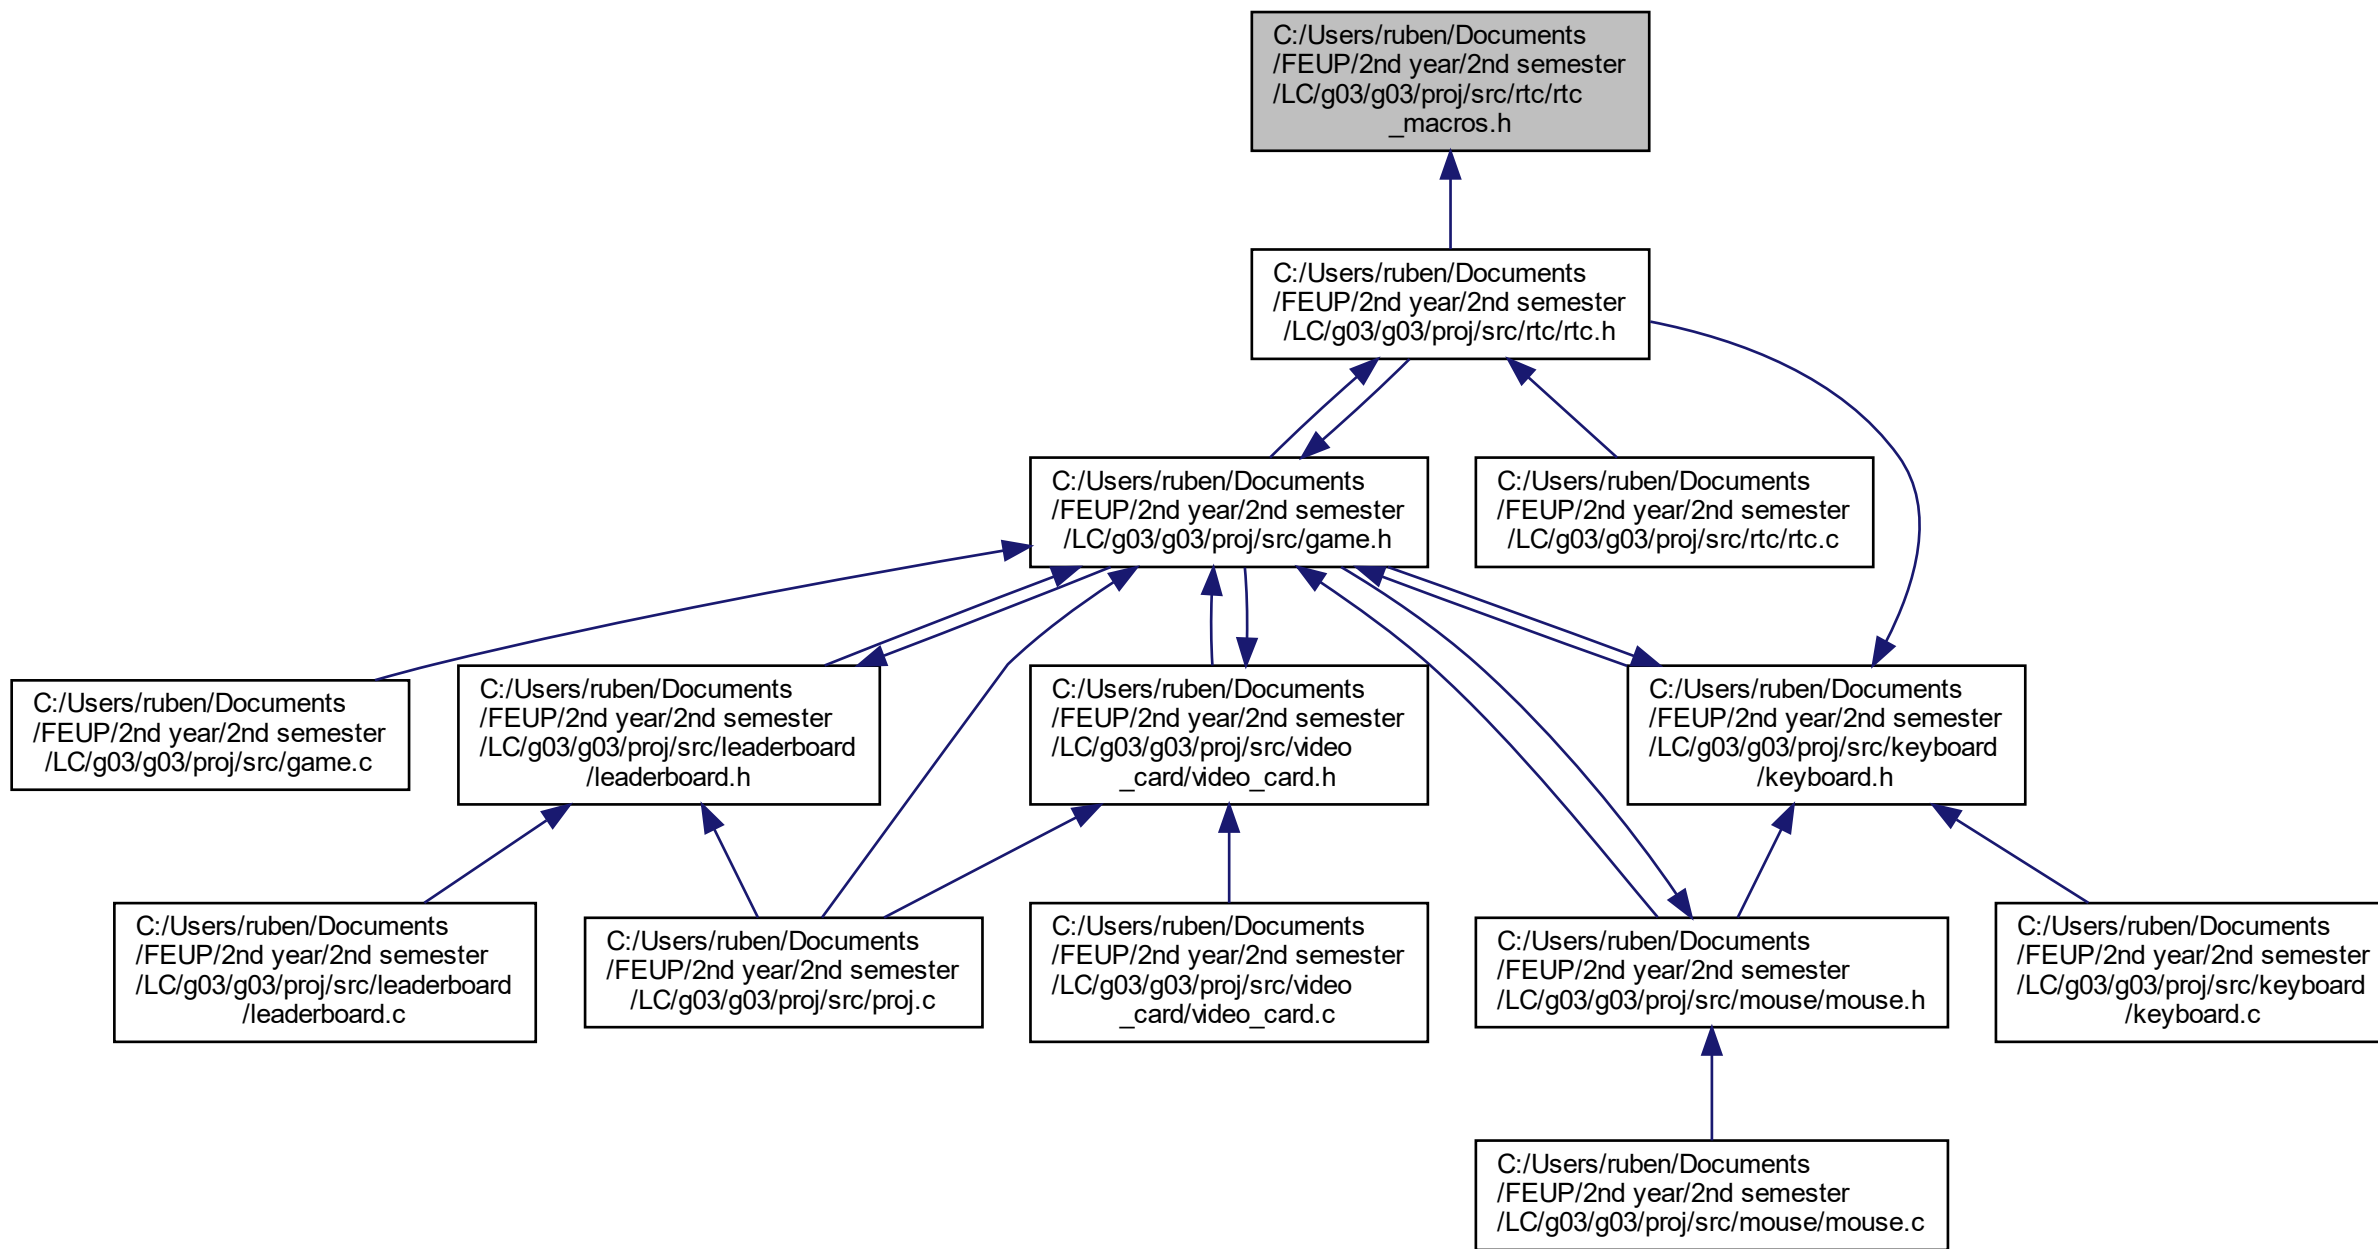 C:/Users/ruben/Documents
/FEUP/2nd year/2nd semester
/LC/g03/g03/proj/src/rtc/rtc
_macros.h
C:/Users/ruben/Documents
/FEUP/2nd year/2nd semester
/LC/g03/g03/proj/src/rtc/rtc.h
C:/Users/ruben/Documents
/FEUP/2nd year/2nd semester
/LC/g03/g03/proj/src/game.h
C:/Users/ruben/Documents
/FEUP/2nd year/2nd semester
/LC/g03/g03/proj/src/rtc/rtc.c
C:/Users/ruben/Documents
/FEUP/2nd year/2nd semester
/LC/g03/g03/proj/src/game.c
C:/Users/ruben/Documents
/FEUP/2nd year/2nd semester
/LC/g03/g03/proj/src/leaderboard
/leaderboard.h
C:/Users/ruben/Documents
/FEUP/2nd year/2nd semester
/LC/g03/g03/proj/src/video
_card/video_card.h
C:/Users/ruben/Documents
/FEUP/2nd year/2nd semester
/LC/g03/g03/proj/src/keyboard
/keyboard.h
C:/Users/ruben/Documents
/FEUP/2nd year/2nd semester
/LC/g03/g03/proj/src/leaderboard
/leaderboard.c
C:/Users/ruben/Documents
/FEUP/2nd year/2nd semester
/LC/g03/g03/proj/src/proj.c
C:/Users/ruben/Documents
/FEUP/2nd year/2nd semester
/LC/g03/g03/proj/src/video
_card/video_card.c
C:/Users/ruben/Documents
/FEUP/2nd year/2nd semester
/LC/g03/g03/proj/src/mouse/mouse.h
C:/Users/ruben/Documents
/FEUP/2nd year/2nd semester
/LC/g03/g03/proj/src/keyboard
/keyboard.c
C:/Users/ruben/Documents
/FEUP/2nd year/2nd semester
/LC/g03/g03/proj/src/mouse/mouse.c